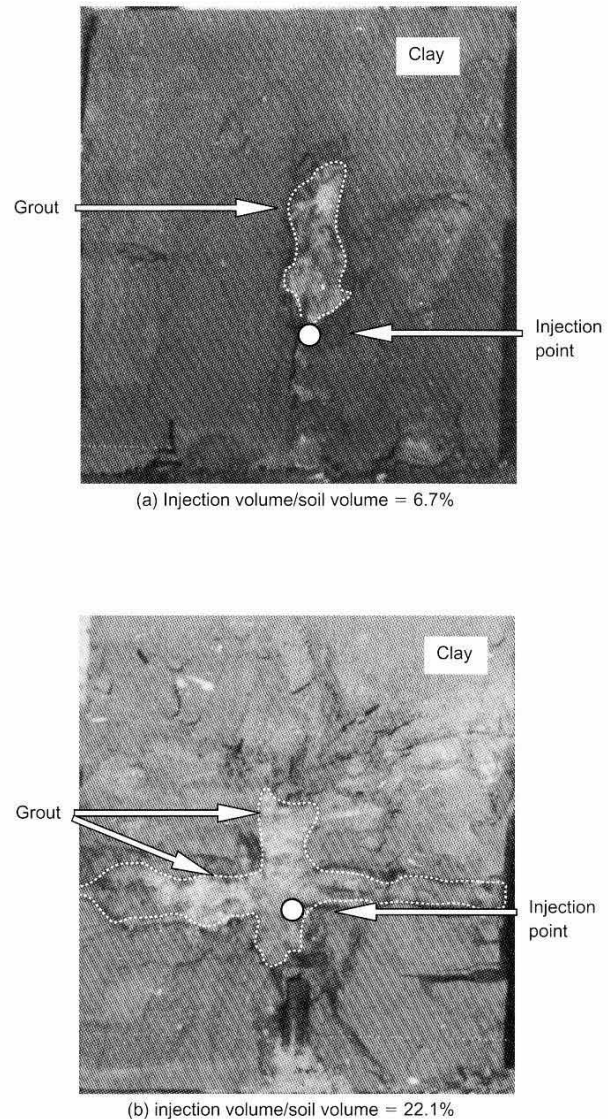 Clay
Grout
Injection
point
(a) Injection volume/soil volume = 6.7%
Clay
Grout
Injection
point
(b) injection volume/soil volume = 22.1%